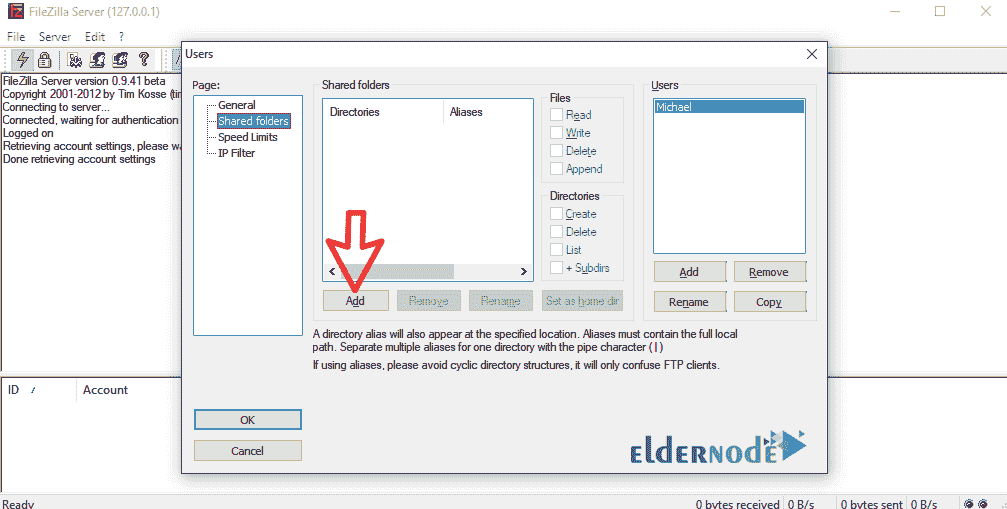 FileZilla Server (127.0.0.1)
File Server Edit ?
FileZilla Server version 0.9.41 beta
Copyright 2001-2012 by Tim Kosse (tim
Connecting to server...
Connected, waiting for authentication
Logged on
Retrieving account settings, please wa
Done retrieving account settings
Users
Page:
General
Shared folders
Speed Limits
IP Filter
Shared folders
Directories Aliases
Files
Read
Write
Delete
Append
Directories
Create
Delete
List
+ Subdirs
Add Remove Rename Set as home dir
Users
Michael
Add Remove
Rename Copy
A directory alias will also appear at the specified location. Aliases must contain the full local
path. Separate multiple aliases for one directory with the pipe character ( | )
If using aliases, please avoid cyclic directory structures, it will only confuse FTP clients.
OK
Cancel
eldernode
ID / Account
Ready 0 bytes received 0 B/s 0 bytes sent 0 B/s